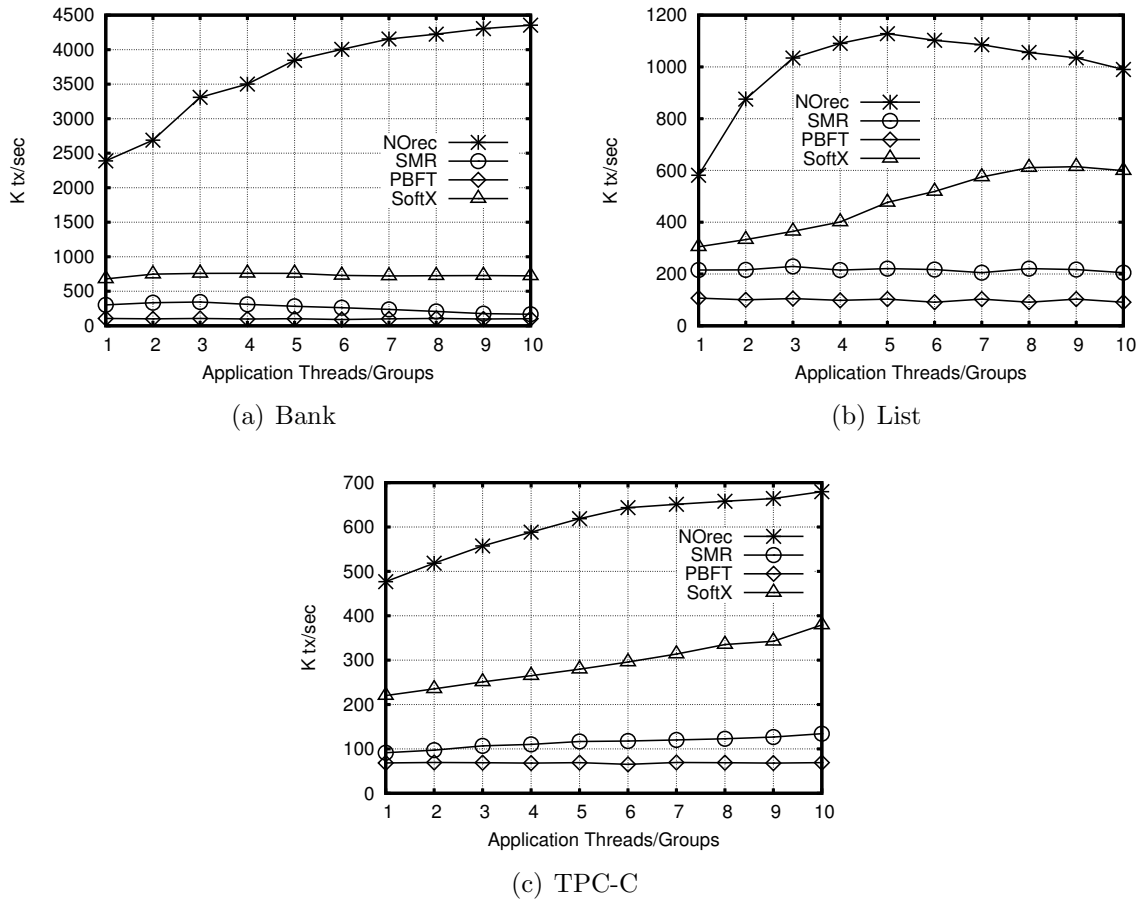 4500
4000
3500
3000
2500
2000
1500
1000
500
0
K tx/sec
NOrec
SMR
PBFT
SoftX
1 2 3 4 5 6 7 8 9 10
Application Threads/Groups
(a) Bank
1200
1000
800
600
400
200
0
K tx/sec
NOrec
SMR
PBFT
SoftX
1 2 3 4 5 6 7 8 9 10
Application Threads/Groups
(b) List
700
600
500
400
300
200
100
0
K tx/sec
NOrec
SMR
PBFT
SoftX
1 2 3 4 5 6 7 8 9 10
Application Threads/Groups
(c) TPC-C